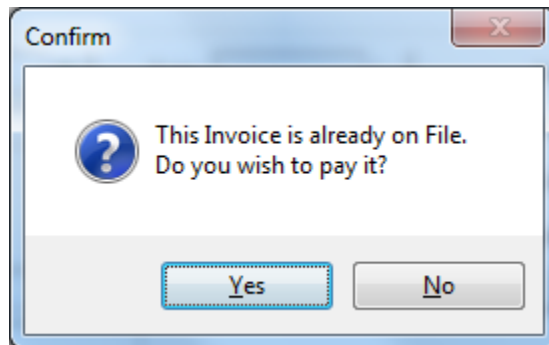 Confirm
This Invoice is already on File.
Do you wish to pay it?
Yes
No